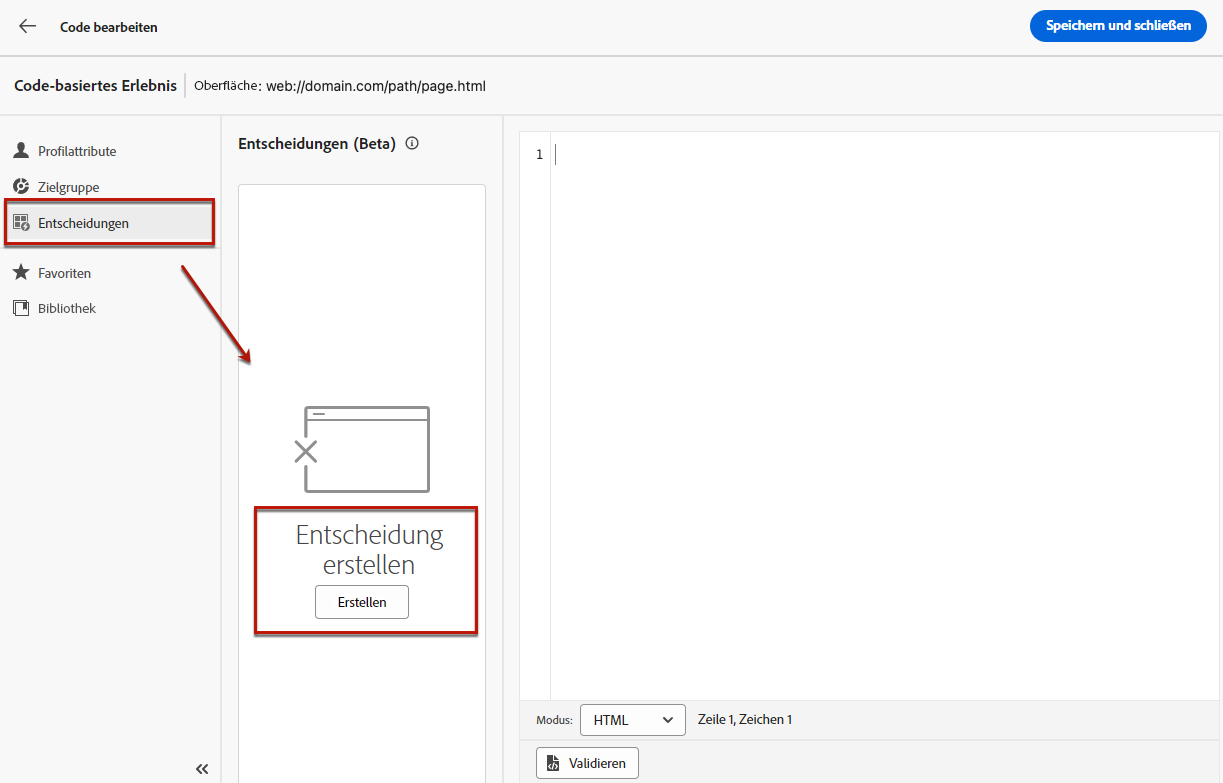 Code bearbeiten
Speichern und schließen
Code-basiertes Erlebnis
Oberfläche: web://domain.com/path/page.html
Profilattribute
Zielgruppe
Entscheidungen
Favoriten
Bibliothek
Entscheidungen (Beta)
Entscheidung
erstellen
Erstellen
1
Modus: HTML Zeile 1, Zeichen 1
Validieren